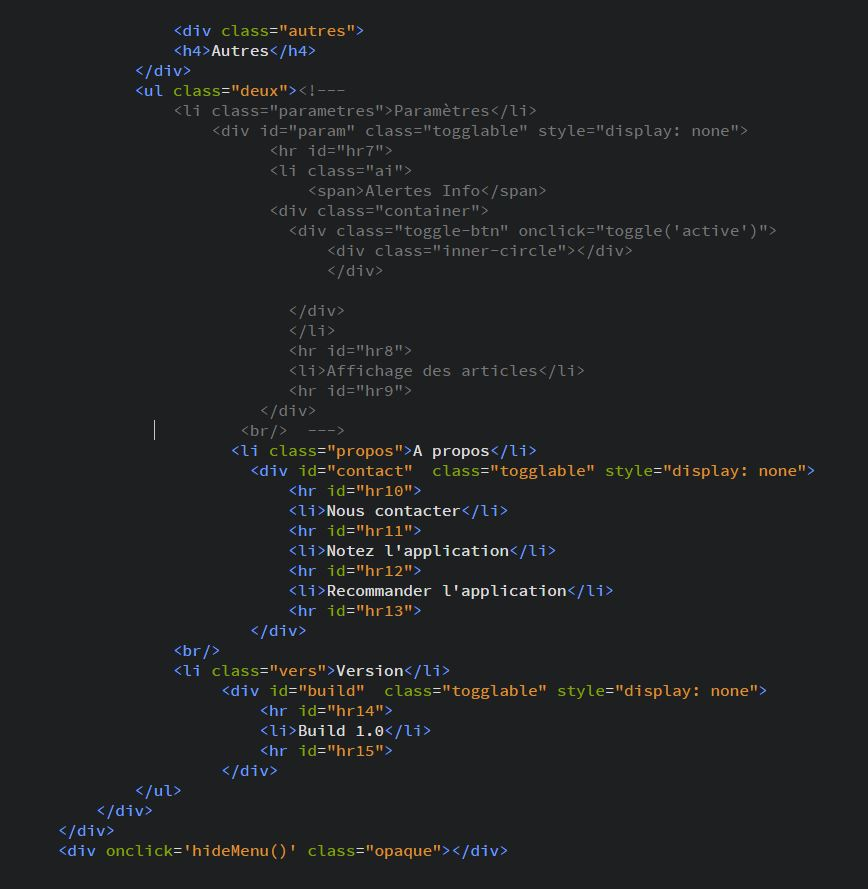 <div class="autres">
<h4>Autres</h4>
</div>
<ul class="deux"><!---
<li class="parametres">Paramètres</li>
<div id="param" class="togglable" style="display: none">
<hr id="hr7">
<li class="ai">
<span>Alertes Info</span>
<div class="container">
<div class="toggle-btn" onclick="toggle('active')">
<div class="inner-circle"></div>
</div>
</div>
</li>
<hr id="hr8">
<li>Affichage des articles</li>
<hr id="hr9">
</div>
<br/>  --->
<li class="propos">A propos</li>
<div id="contact"  class="togglable" style="display: none">
<hr id="hr10">
<li>Nous contacter</li>
<hr id="hr11">
<li>Notez l'application</li>
<hr id="hr12">
<li>Recommander l'application</li>
<hr id="hr13">
</div>
<br/>
<li class="vers">Version</li>
<div id="build"  class="togglable" style="display: none">
<hr id="hr14">
<li>Build 1.0</li>
<hr id="hr15">
</div>
</ul>
</div>
</div>
<div onclick='hideMenu()' class="opaque"></div>